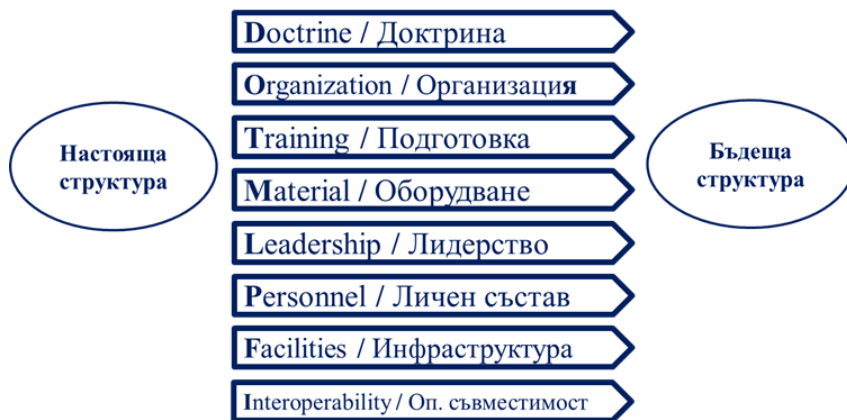 Doctrine / Доктрина
Organization / Организация
Training / Подготовка
Material / Оборудване
Leadership / Лидерство
Personnel / Личен състав
Facilities / Инфраструктура
Interoperability / Оп. съвместимост
Настояща
структура
Бъдеща
структура